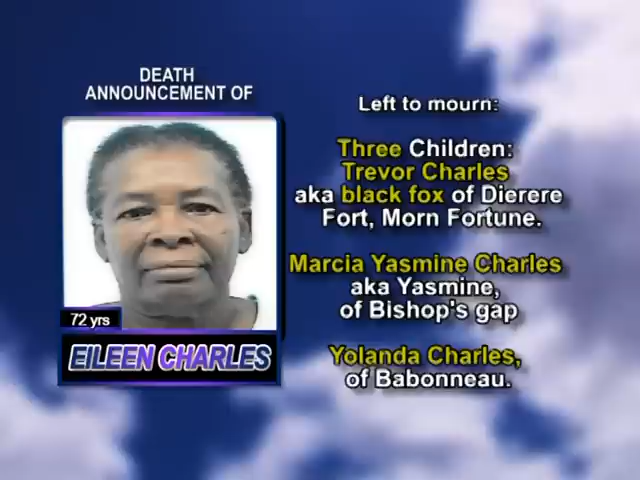 DEATH
ANNOUNCEMENT OF
72 yrs
EILEEN CHARLES
Left to mourn:
Three Children:
Trevor Charles
aka black fox of Dierere
Fort, Morn Fortune.
Marcia Yasmine Charles
aka Yasmine,
of Bishop's gap
Yolanda Charles,
of Babonneau.